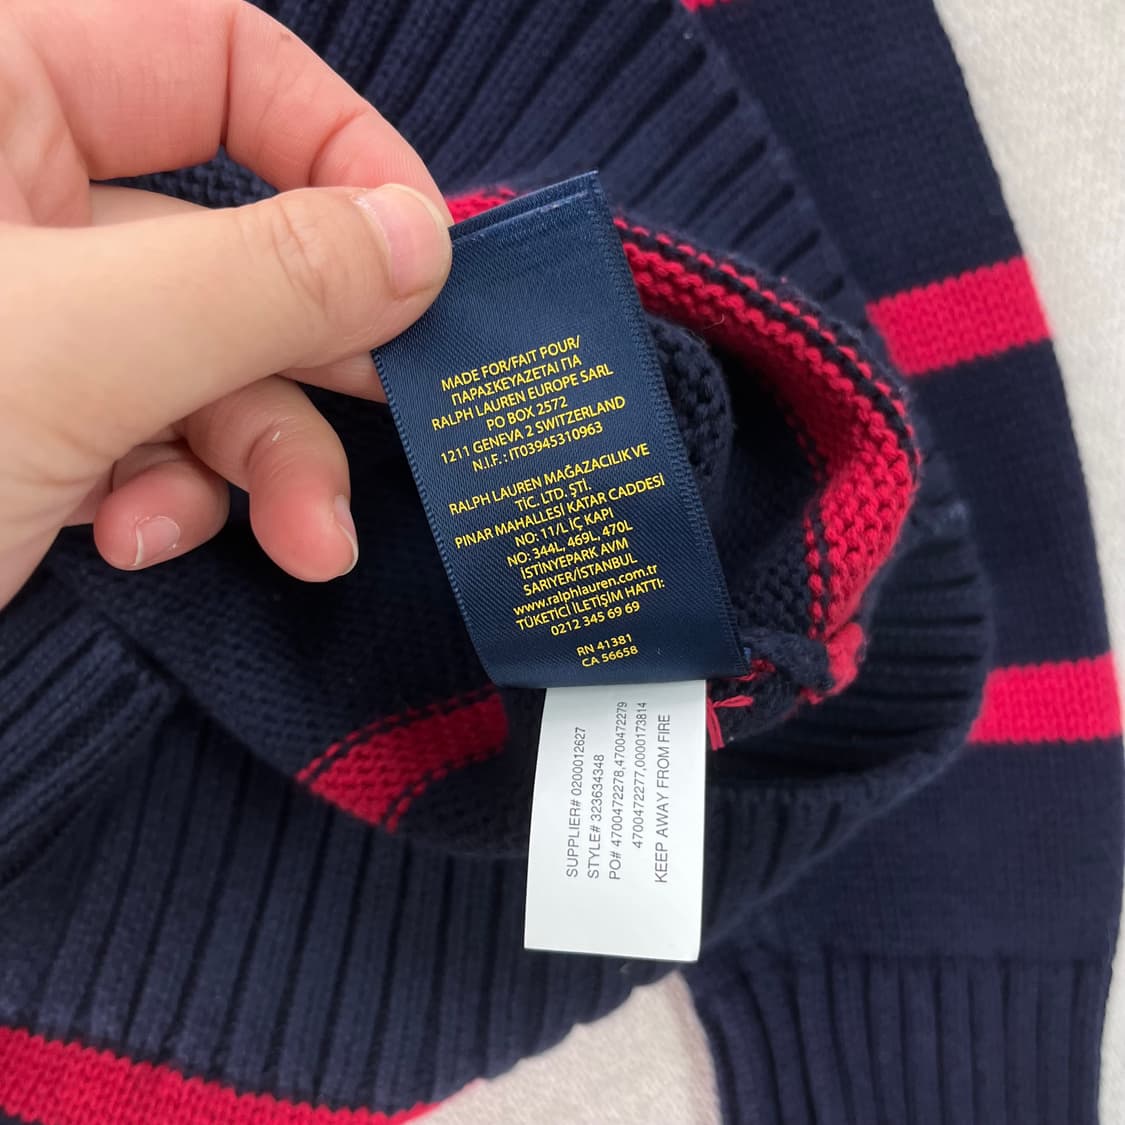 MADE FOR/FAIT POUR/
ΠΑΡΑΣΚΕΥΑΖΕΤΑΙ ΓΙΑ
RALPH LAUREN EUROPE SARL
PO BOX 2572
1211 GENEVA 2 SWITZERLAND
N.I.F.: IT03945310963
RALPH LAUREN MAĞAZACILIK VE
TİC. LTD. ŞTİ.
PINAR MAHALLESİ KATAR CADDESİ
NO: 11/L İÇ KAPI
NO: 344L, 469L, 470L
İSTİNYEPARK AVM
SARIYER/İSTANBUL
www.ralphlauren.com.tr
TÜKETİCİ İLETİŞİM HATTI:
0212 345 69 69
RN 41381
CA 56658
SUPPLIER# 0200012627
STYLE# 323634348
PO# 4700472278,4700472279
4700472277,0000173814
KEEP AWAY FROM FIRE